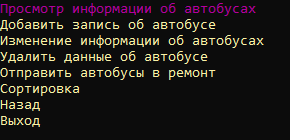 Просмотр информации об автобусах
Добавить запись об автобусе
Изменение информации об автобусах
Удалить данные об автобусе
Отправить автобусы в ремонт
Сортировка
Назад
Выход